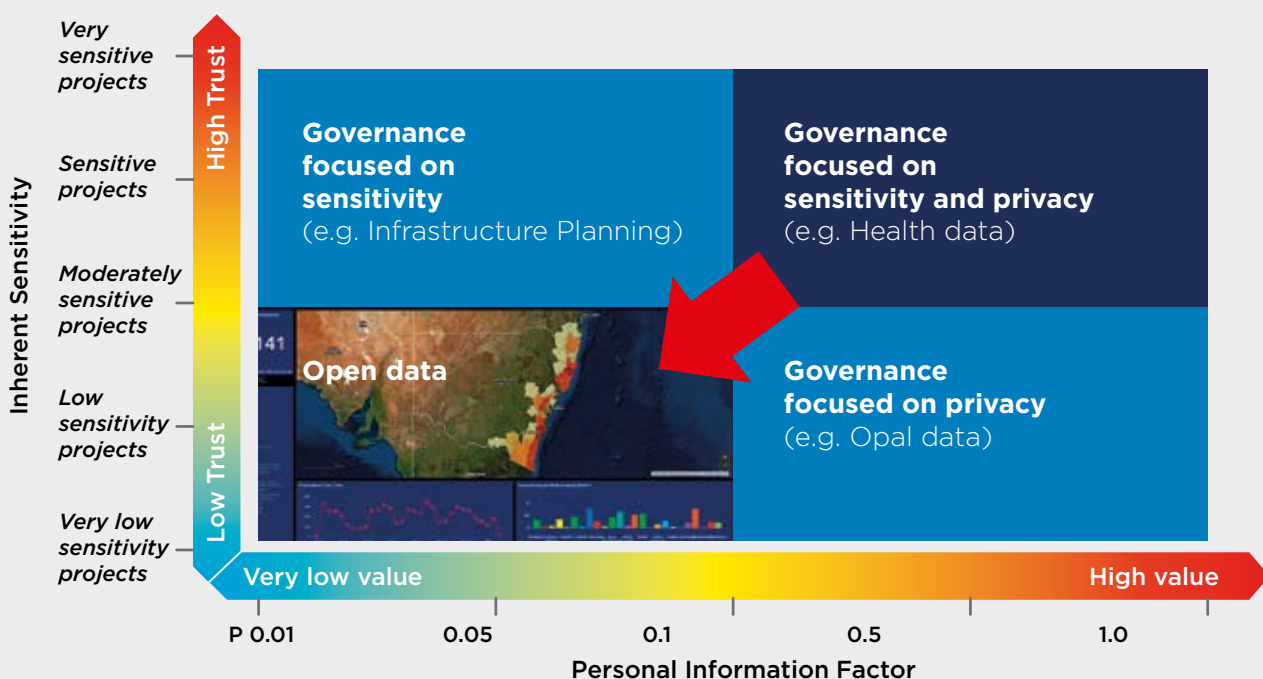 Very
sensitive
projects
Sensitive
projects
Moderately
sensitive
projects
Low
sensitivity
projects
Very low
sensitivity
projects
Inherent Sensitivity
High Trust
Low Trust
Governance
focused on
sensitivity
(e.g. Infrastructure Planning)
Governance
focused on
sensitivity and privacy
(e.g. Health data)
141
Open data
Governance
focused on privacy
(e.g. Opal data)
Very low value
High value
P 0.01 0.05 0.1 0.5 1.0
Personal Information Factor